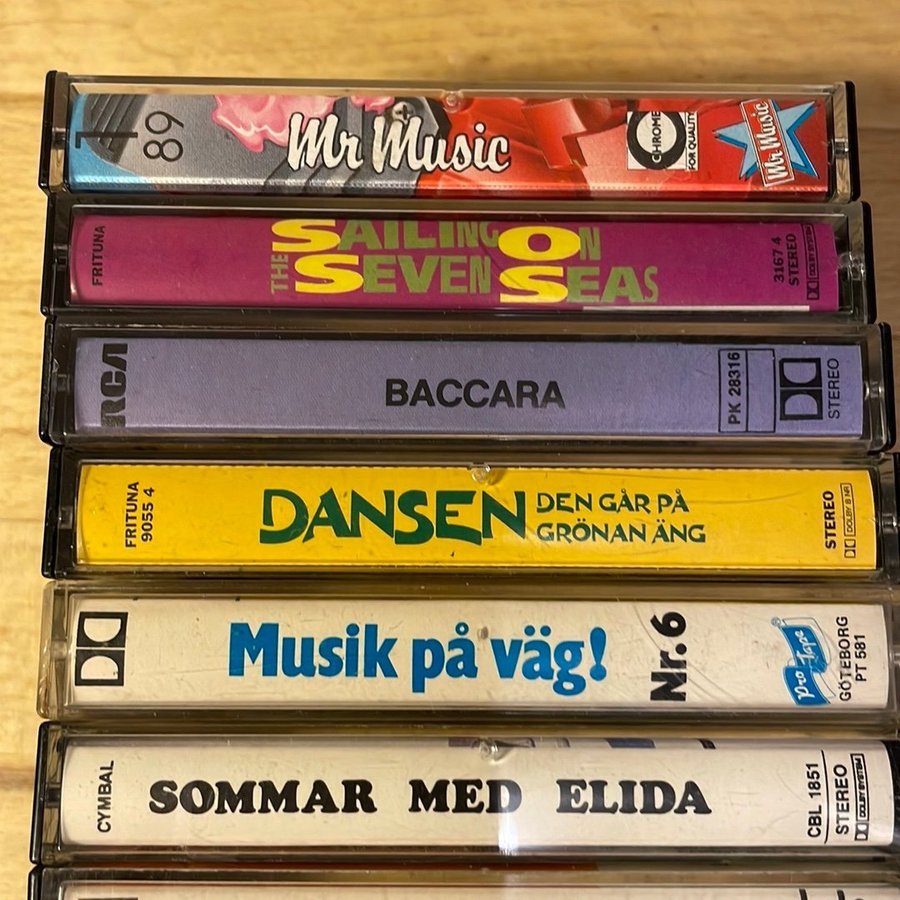 1 89
Mr Music
CHROME
FOR QUALITY
Mr Music
FRITUNA
SAILING ON
THE SEVEN SEAS
3167 4
STEREO
DOLBY SYSTEM
RCA
BACCARA
PK 28316
STEREO
FRITUNA
9055 4
DANSEN DEN GÅR PÅ
GRÖNAN ÄNG
STEREO
DOLBY B NR
Musik på väg!
Nr. 6
Pro Tape
GÖTEBORG
PT 581
CYMBAL
SOMMAR MED ELIDA
CBL 1851
STEREO
DOLBY SYSTEM